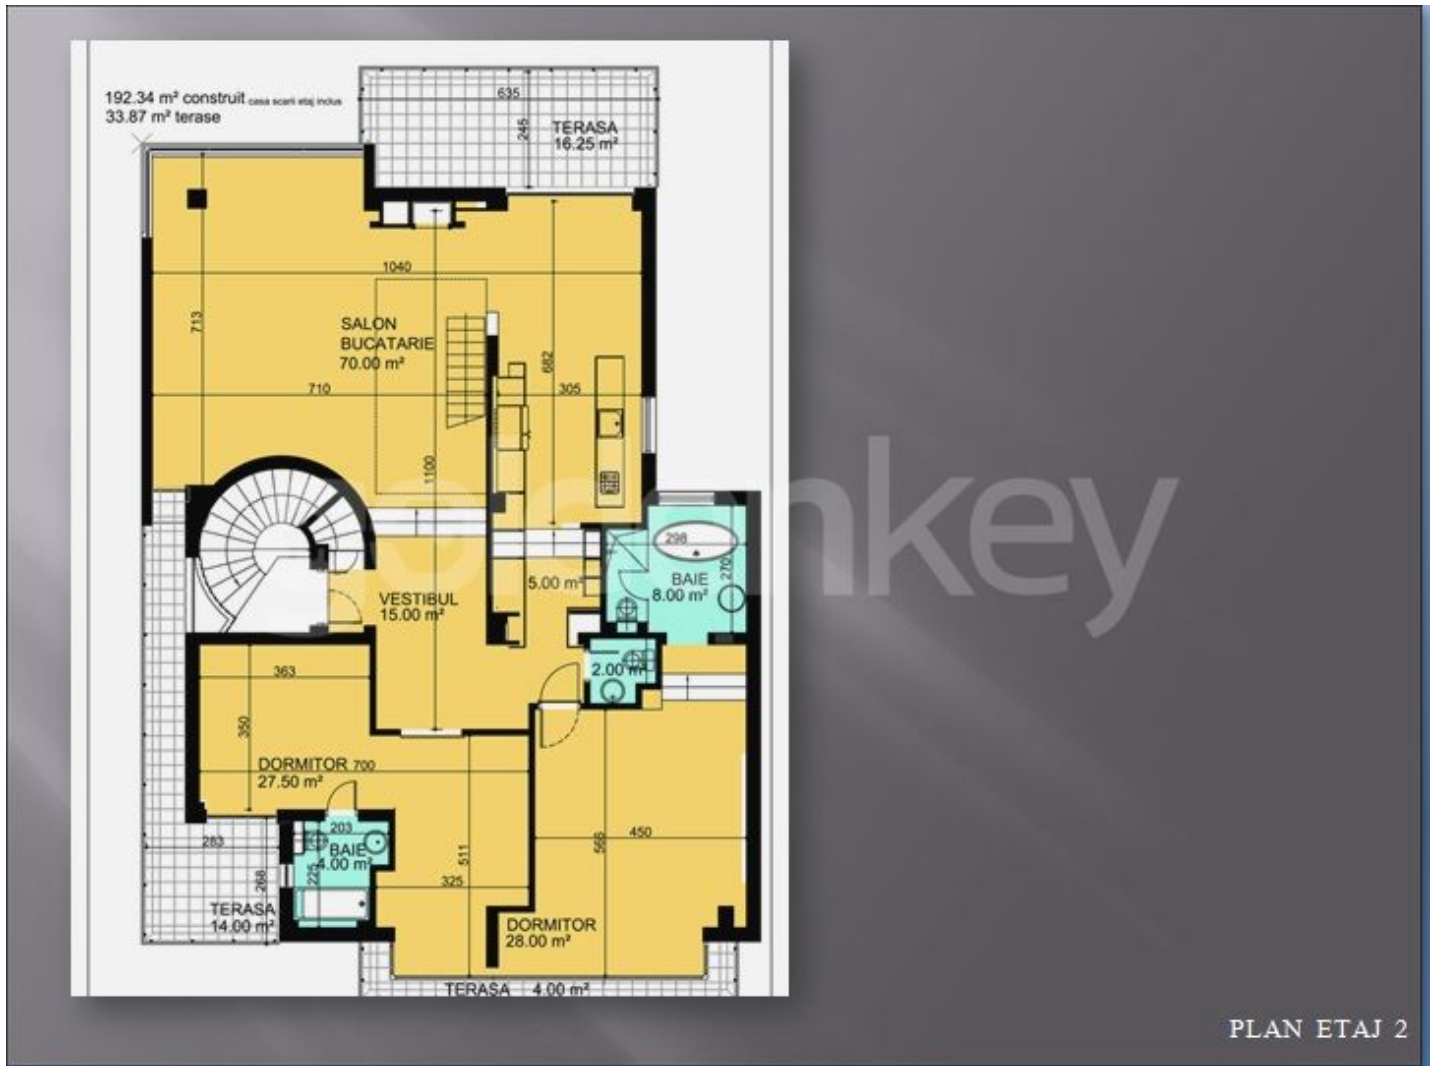 192.34 m² construit casa scarii etaj inclus
33.87 m² terase
635
245
TERASA
16.25 m²
1040
713
SALON
BUCATARIE
70.00 m²
682
710
305
1100
298
270
5.00 m²
BAIE
8.00 m²
VESTIBUL
15.00 m²
363
2.00 m²
350
DORMITOR 700
27.50 m²
203
BAIE
4.00 m²
225
283
268
511
325
566
450
TERASA
14.00 m²
DORMITOR
28.00 m²
TERASA 4.00 m²
PLAN ETAJ 2